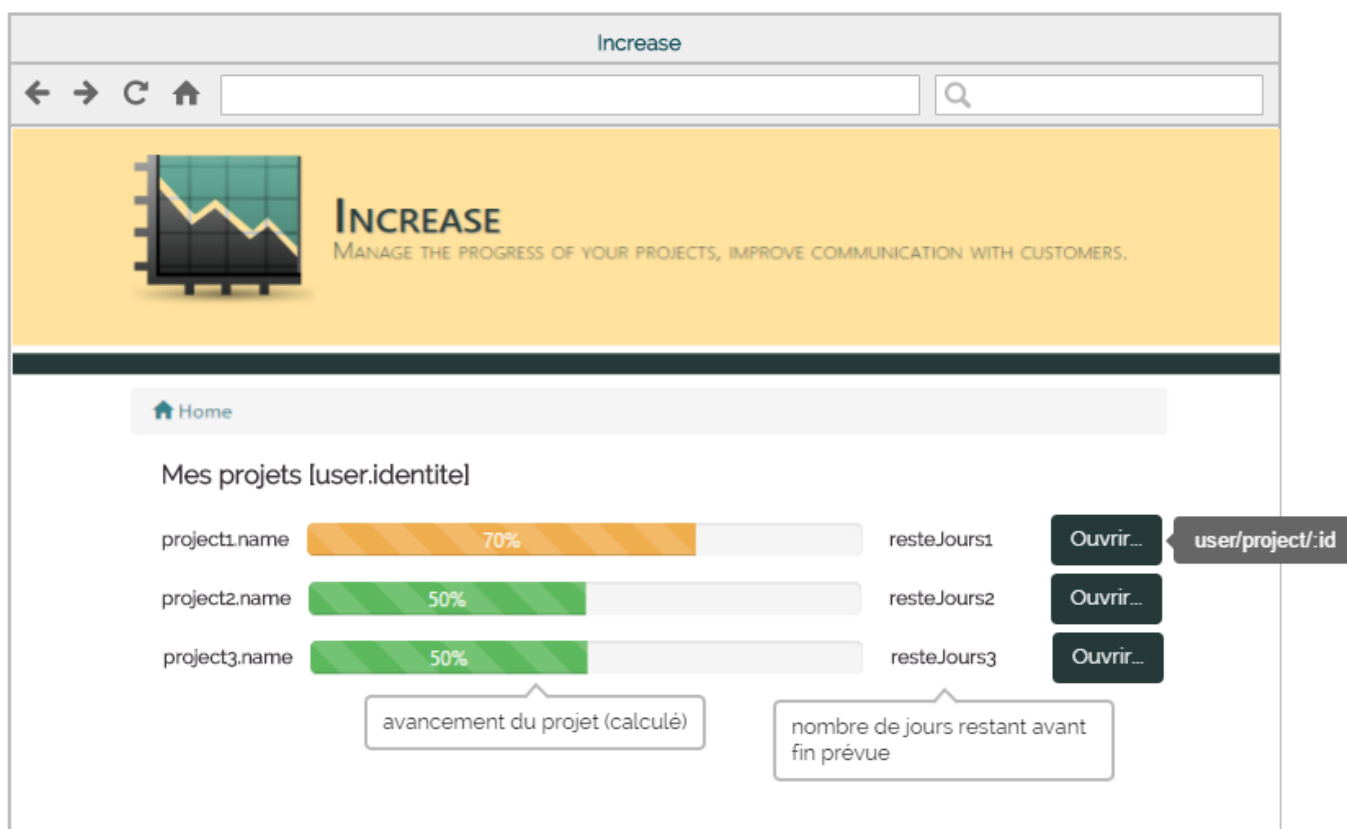 Increase
INCREASE
MANAGE THE PROGRESS OF YOUR PROJECTS, IMPROVE COMMUNICATION WITH CUSTOMERS.
Home
Mes projets [user.identite]
project1.name 70% resteJours1 Ouvrir... user/project/:id
project2.name 50% resteJours2 Ouvrir...
project3.name 50% resteJours3 Ouvrir...
avancement du projet (calculé)
nombre de jours restant avant
fin prévue